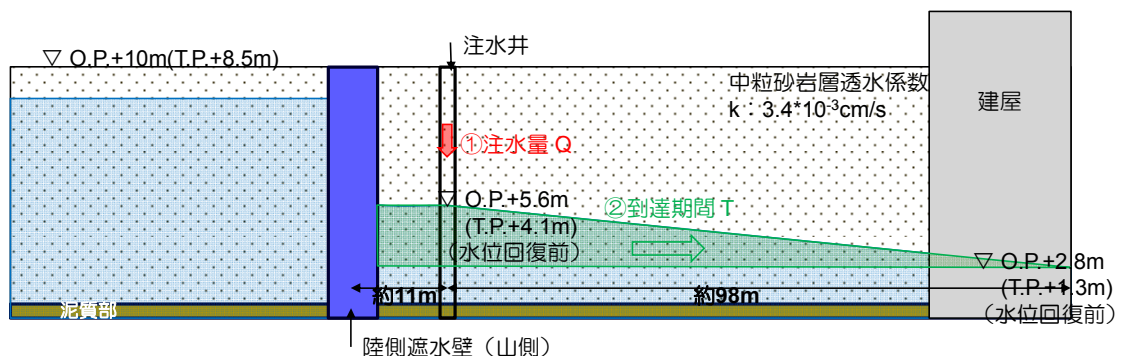 ▽ O.P.+10m(T.P.+8.5m)
注水井
中粒砂岩層透水係数
k：3.4*10-3cm/s
建屋
①注水量 Q
▽ O.P.+5.6m
(T.P.+4.1m)
（水位回復前）
②到達期間 T
▽ O.P.+2.8m
(T.P.+1.3m)
（水位回復前）
約11m
約98m
泥質部
陸側遮水壁（山側）